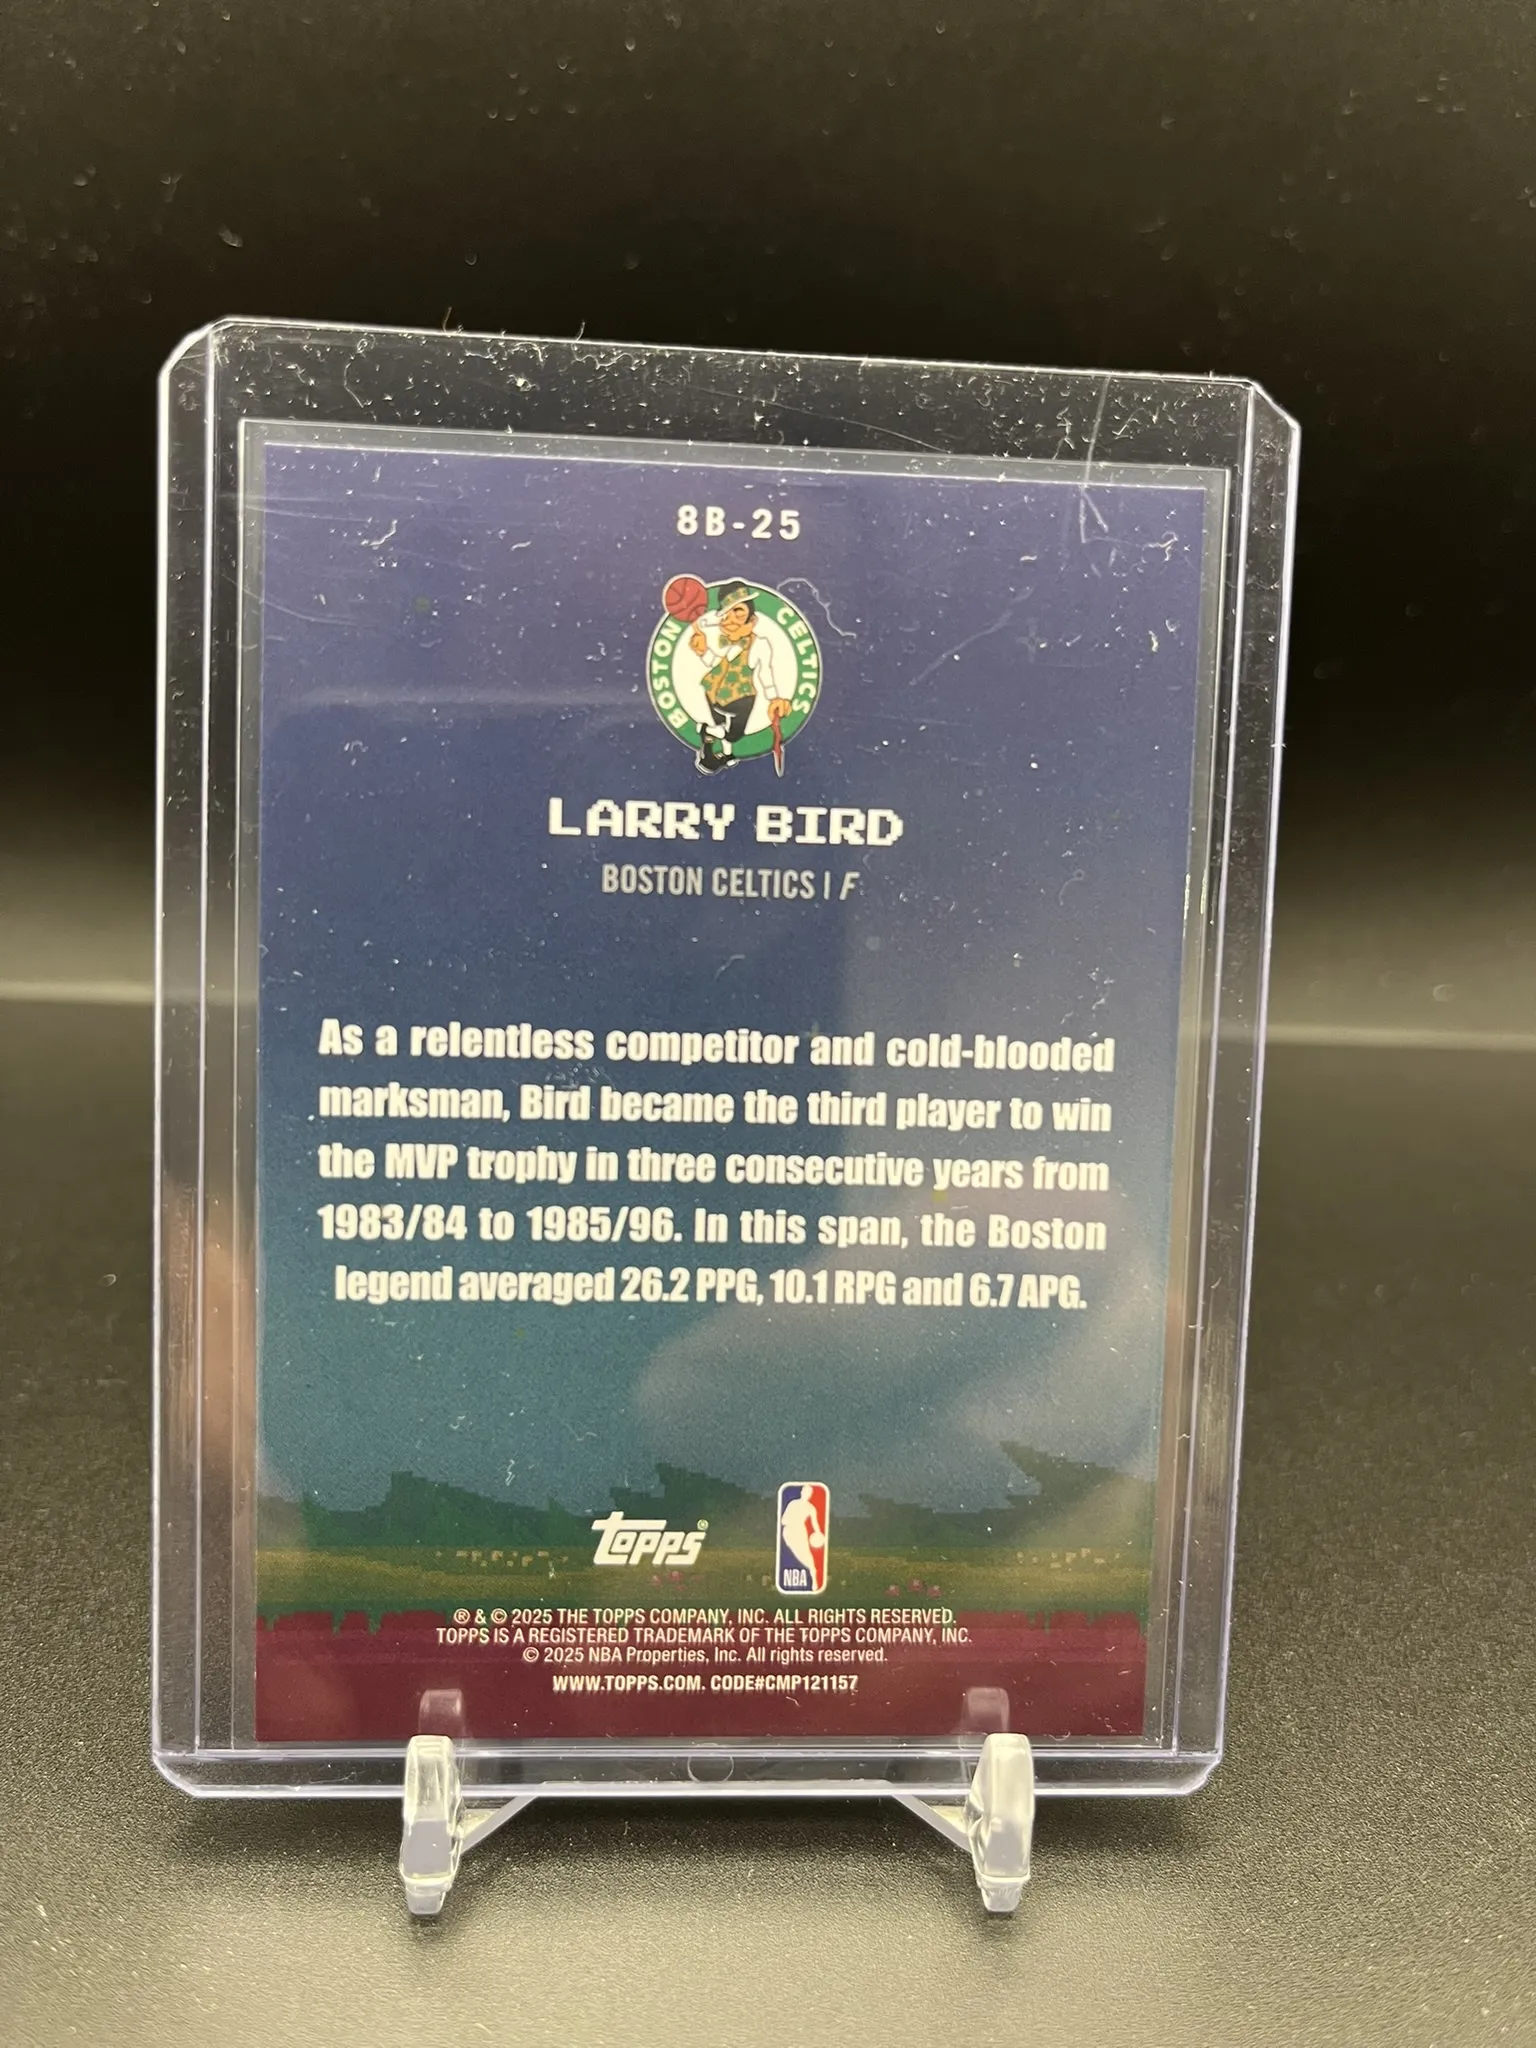 8B-25
BOSTON CELTICS
LARRY BIRD
BOSTON CELTICS | F
As a relentless competitor and cold-blooded
marksman, Bird became the third player to win
the MVP trophy in three consecutive years from
1983/84 to 1985/96. In this span, the Boston
legend averaged 26.2 PPG, 10.1 RPG and 6.7 APG.
topps®
NBA
® & © 2025 THE TOPPS COMPANY, INC. ALL RIGHTS RESERVED.
TOPPS IS A REGISTERED TRADEMARK OF THE TOPPS COMPANY, INC.
© 2025 NBA Properties, Inc. All rights reserved.
WWW.TOPPS.COM. CODE#CMP121157